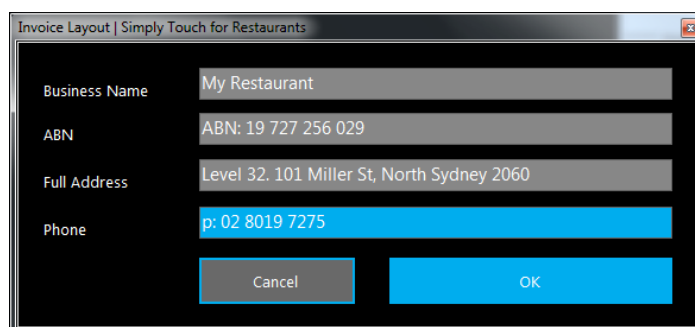 Invoice Layout | Simply Touch for Restaurants
Business Name My Restaurant
ABN ABN: 19 727 256 029
Full Address Level 32. 101 Miller St, North Sydney 2060
Phone p: 02 8019 7275
Cancel OK